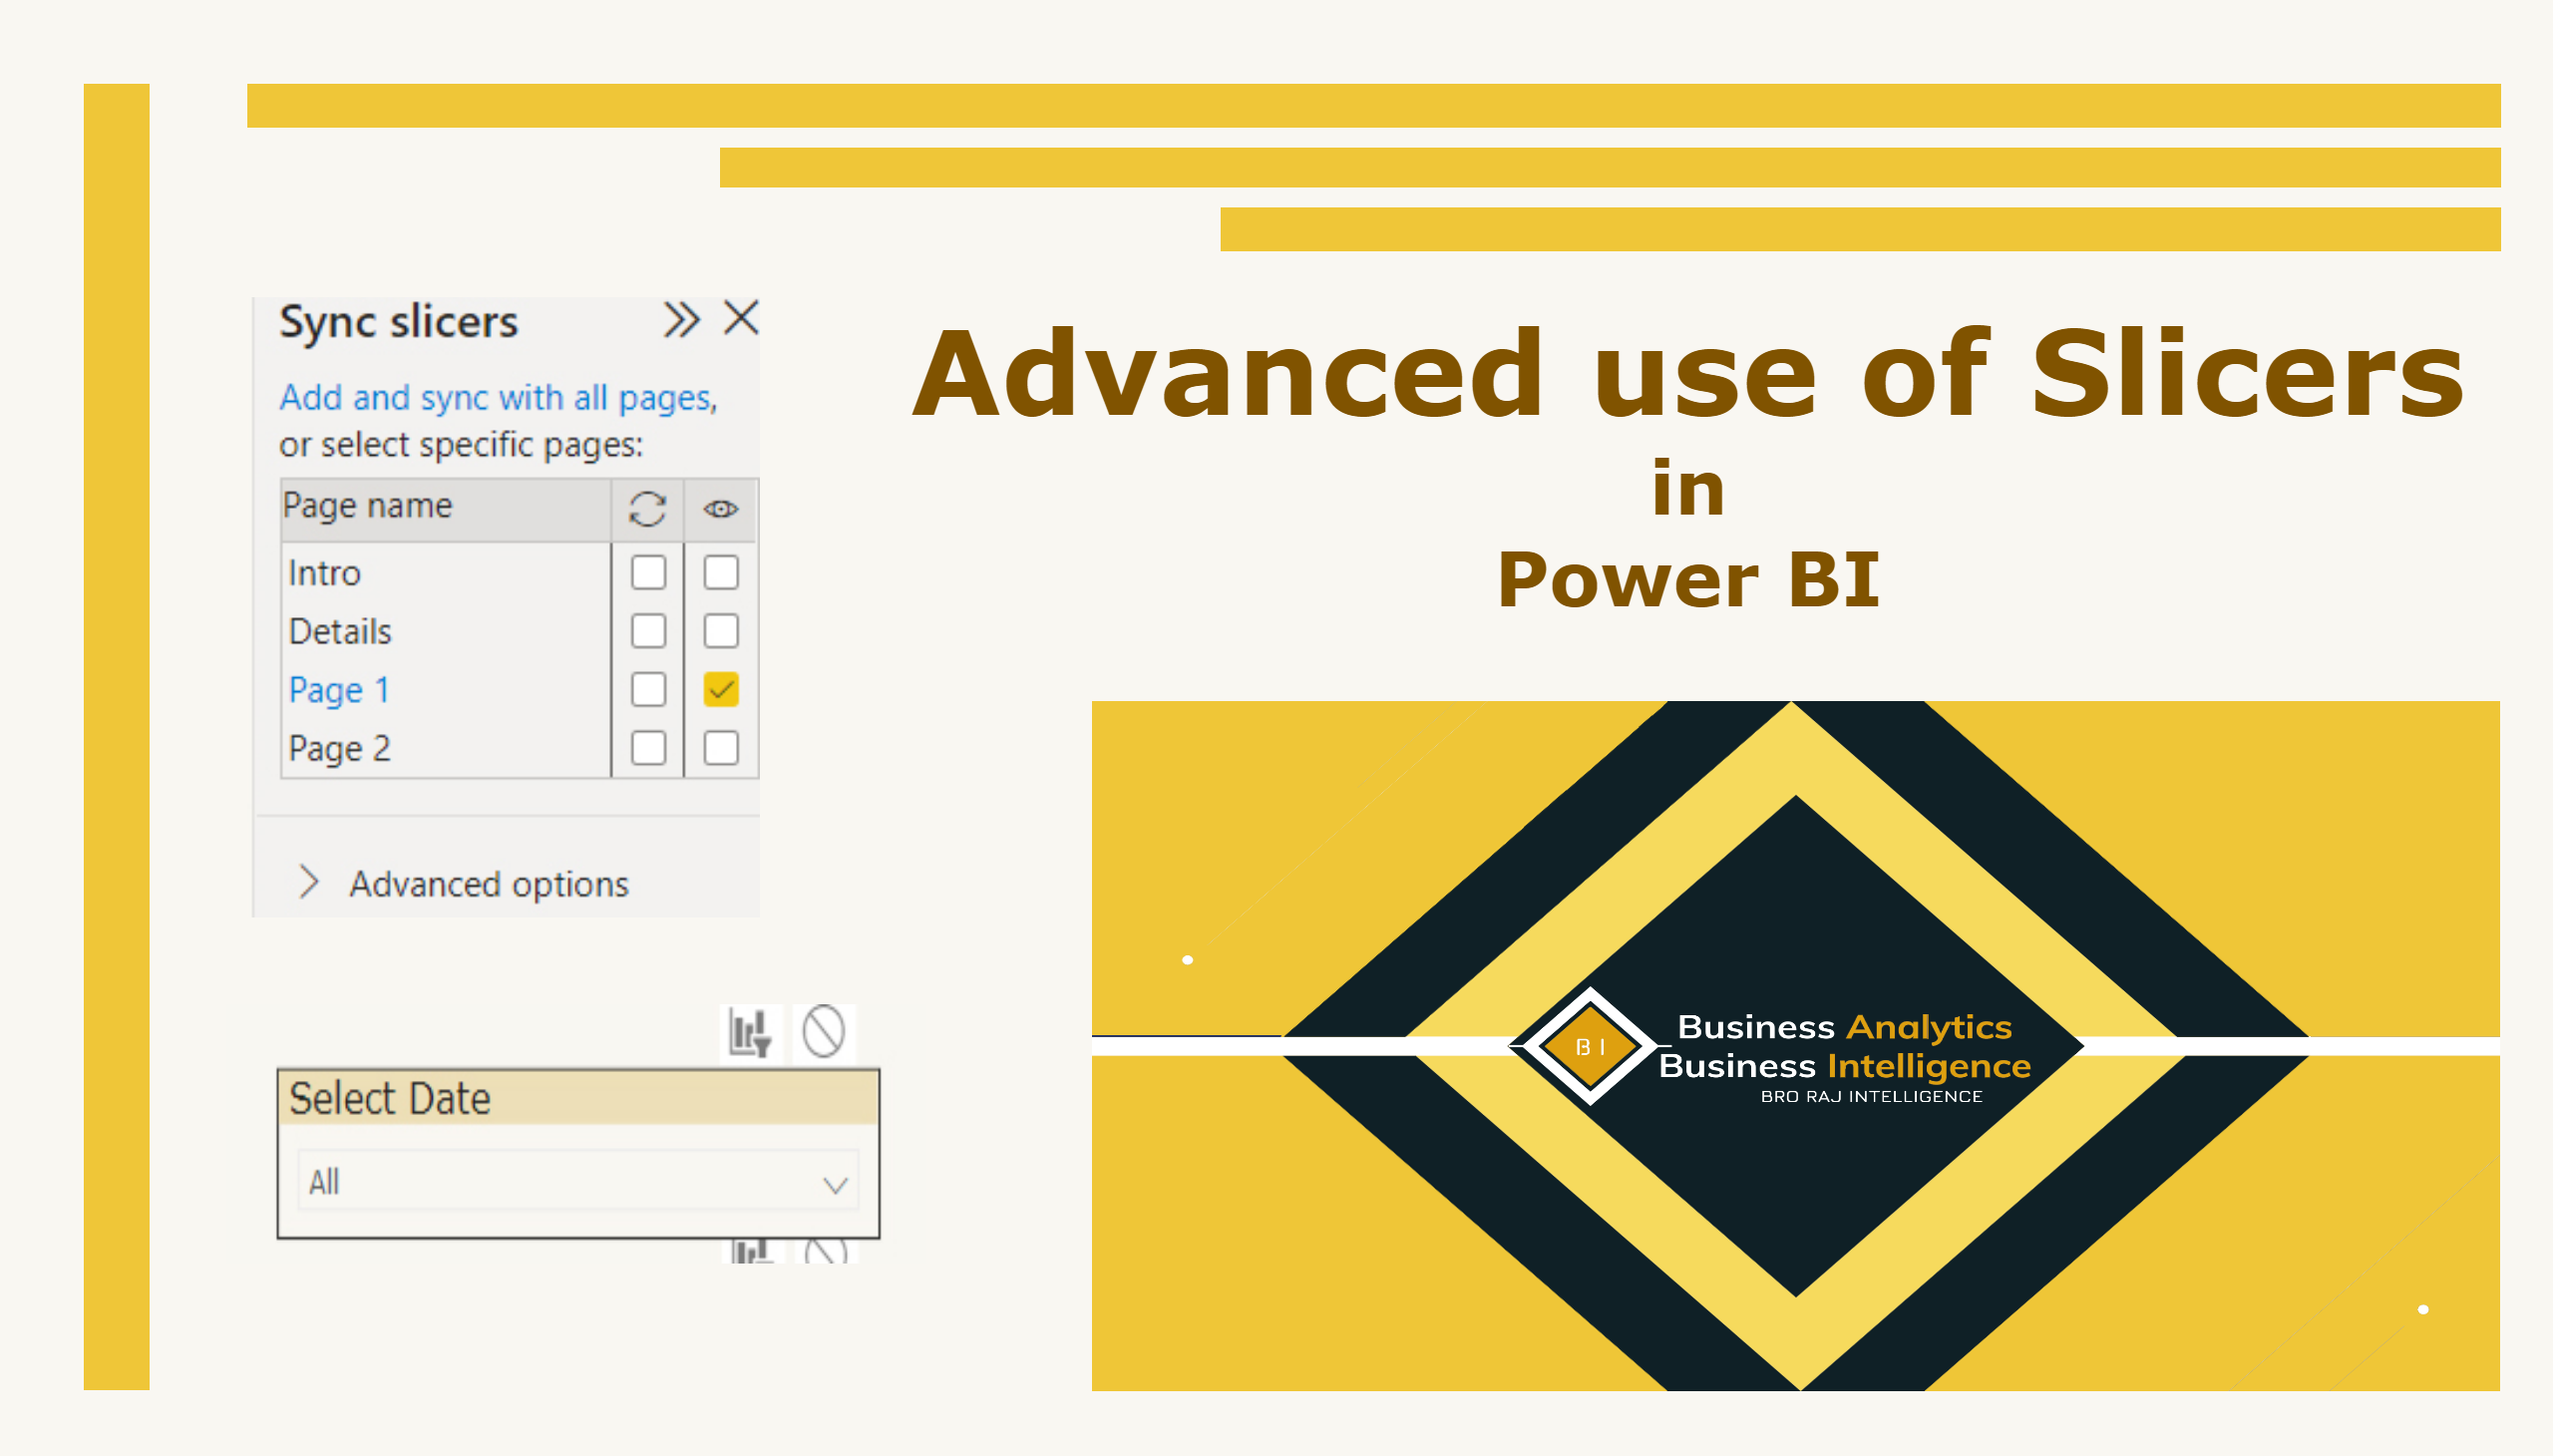 Sync slicers
Add and sync with all pages,
or select specific pages:
Page name
Intro
Details
Page 1
Page 2
Advanced options
Select Date
All
Advanced use of Slicers
in
Power BI
B I
Business Analytics
Business Intelligence
BRO RAJ INTELLIGENCE